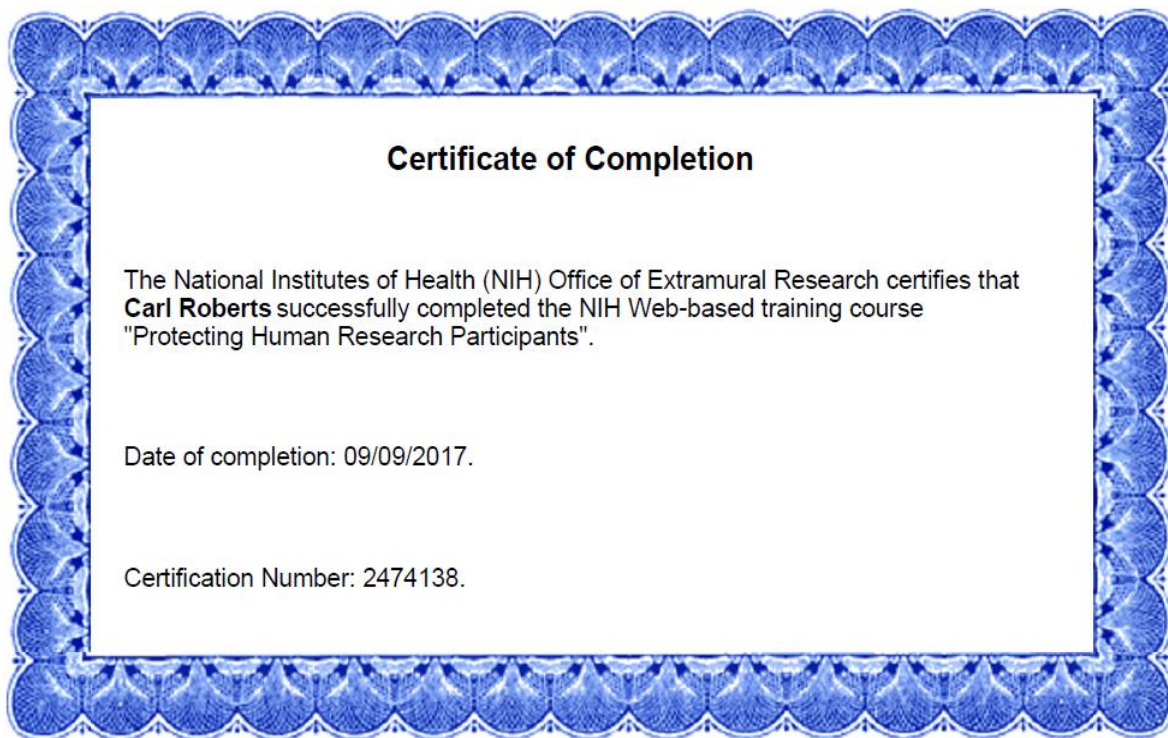 Certificate of Completion
The National Institutes of Health (NIH) Office of Extramural Research certifies that
Carl Roberts successfully completed the NIH Web-based training course
"Protecting Human Research Participants".
Date of completion: 09/09/2017.
Certification Number: 2474138.